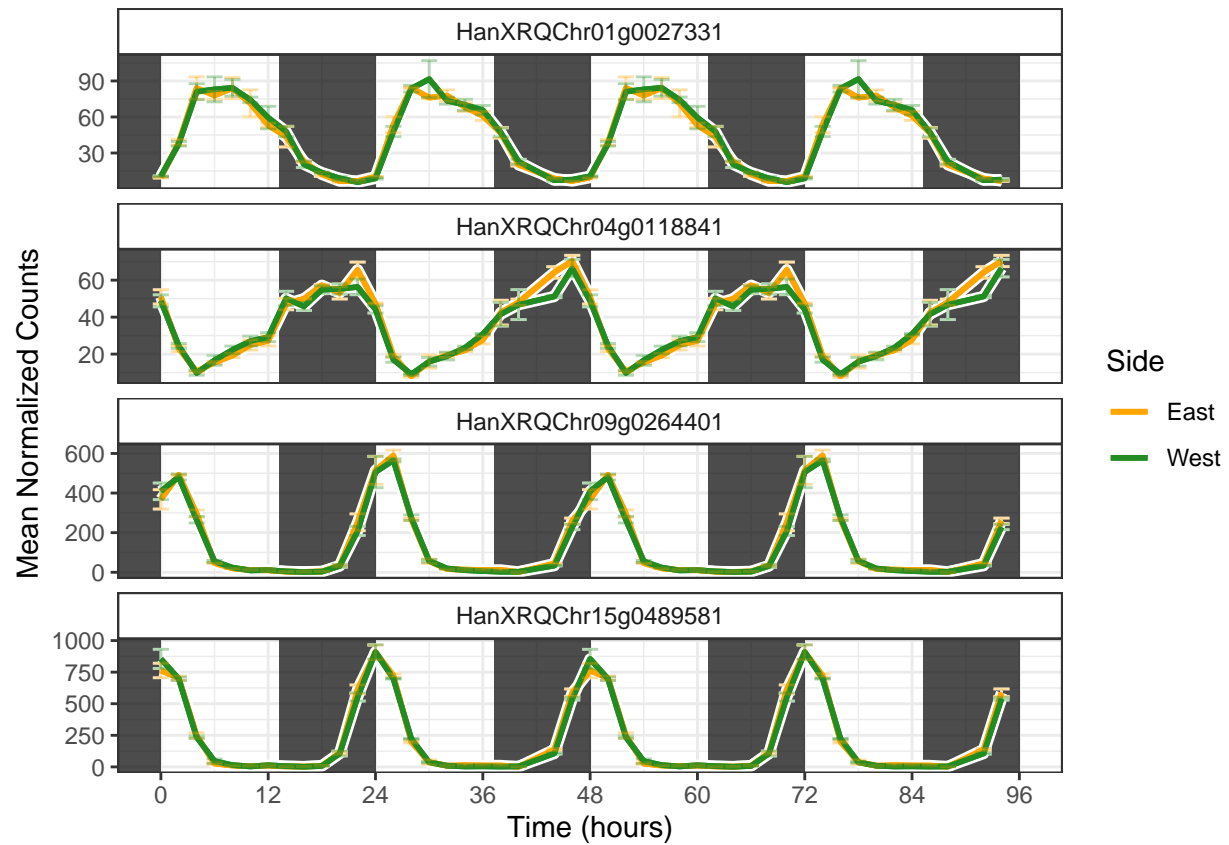 HanXRQChr01g0027331
90
60
30
HanXRQChr04g0118841
60
40
20
HanXRQChr09g0264401
600
400
200
0
HanXRQChr15g0489581
1000
750
500
250
0
0 12 24 36 48 60 72 84 96
Time (hours)
Mean Normalized Counts
Side
East
West